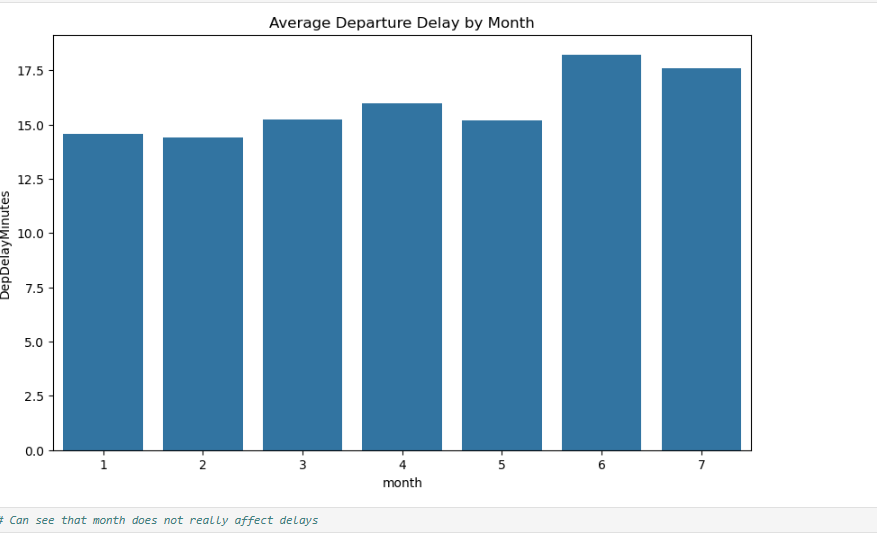 Average Departure Delay by Month
17.5
15.0
12.5
10.0
7.5
5.0
2.5
0.0
DepDelayMinutes
1 2 3 4 5 6 7
month
# Can see that month does not really affect delays